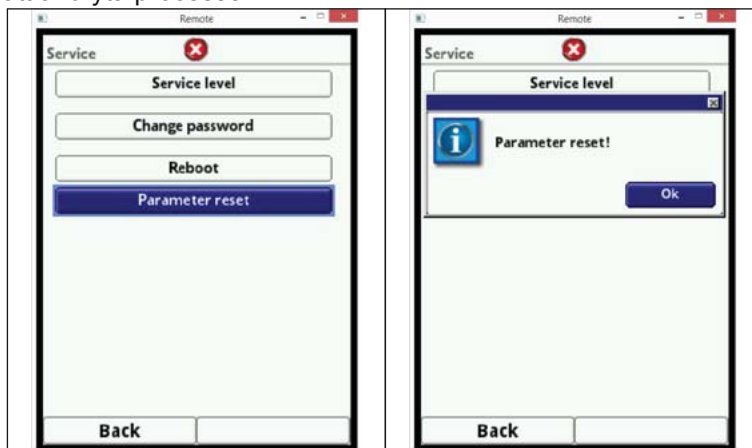 Remote
Service
Service level
Change password
Reboot
Parameter reset
Back
Remote
Service
Service level
Parameter reset!
Ok
Back